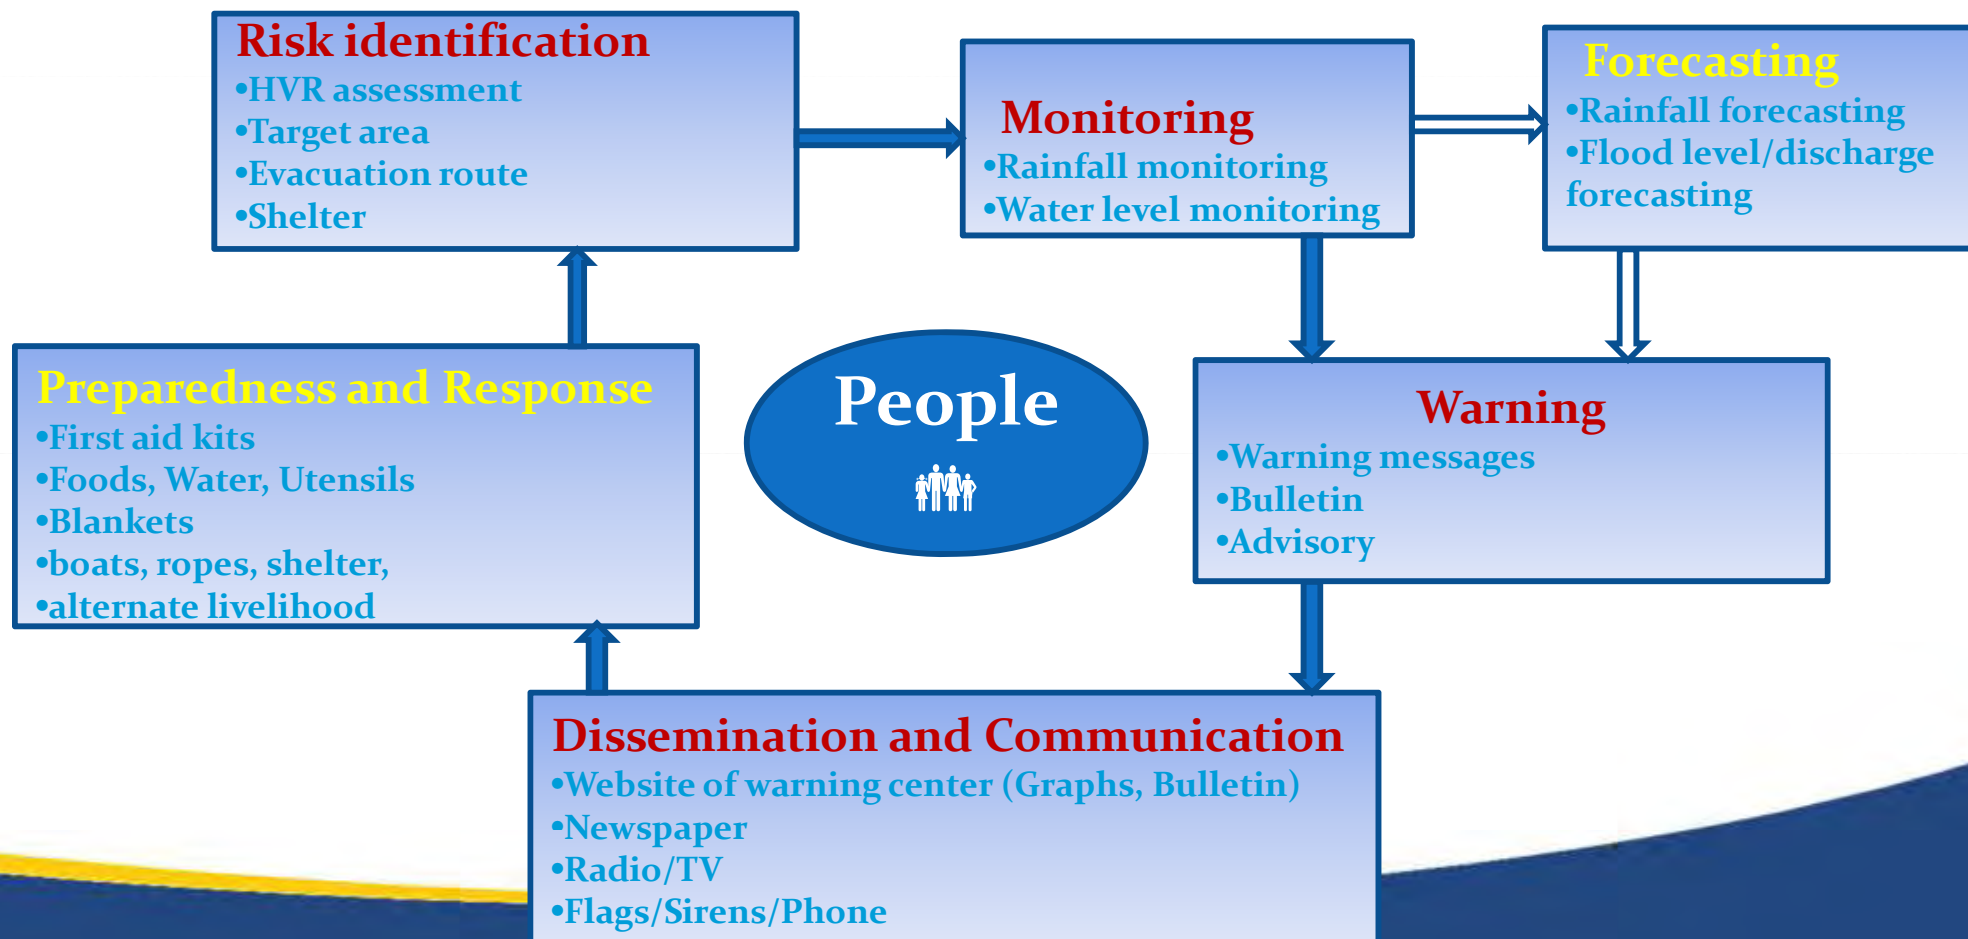 Risk identification
•HVR assessment
•Target area
•Evacuation route
•Shelter
Monitoring
•Rainfall monitoring
•Water level monitoring
Forecasting
•Rainfall forecasting
•Flood level/discharge
forecasting
Preparedness and Response
•First aid kits
•Foods, Water, Utensils
•Blankets
•boats, ropes, shelter,
•alternate livelihood
People
Warning
•Warning messages
•Bulletin
•Advisory
Dissemination and Communication
•Website of warning center (Graphs, Bulletin)
•Newspaper
•Radio/TV
•Flags/Sirens/Phone